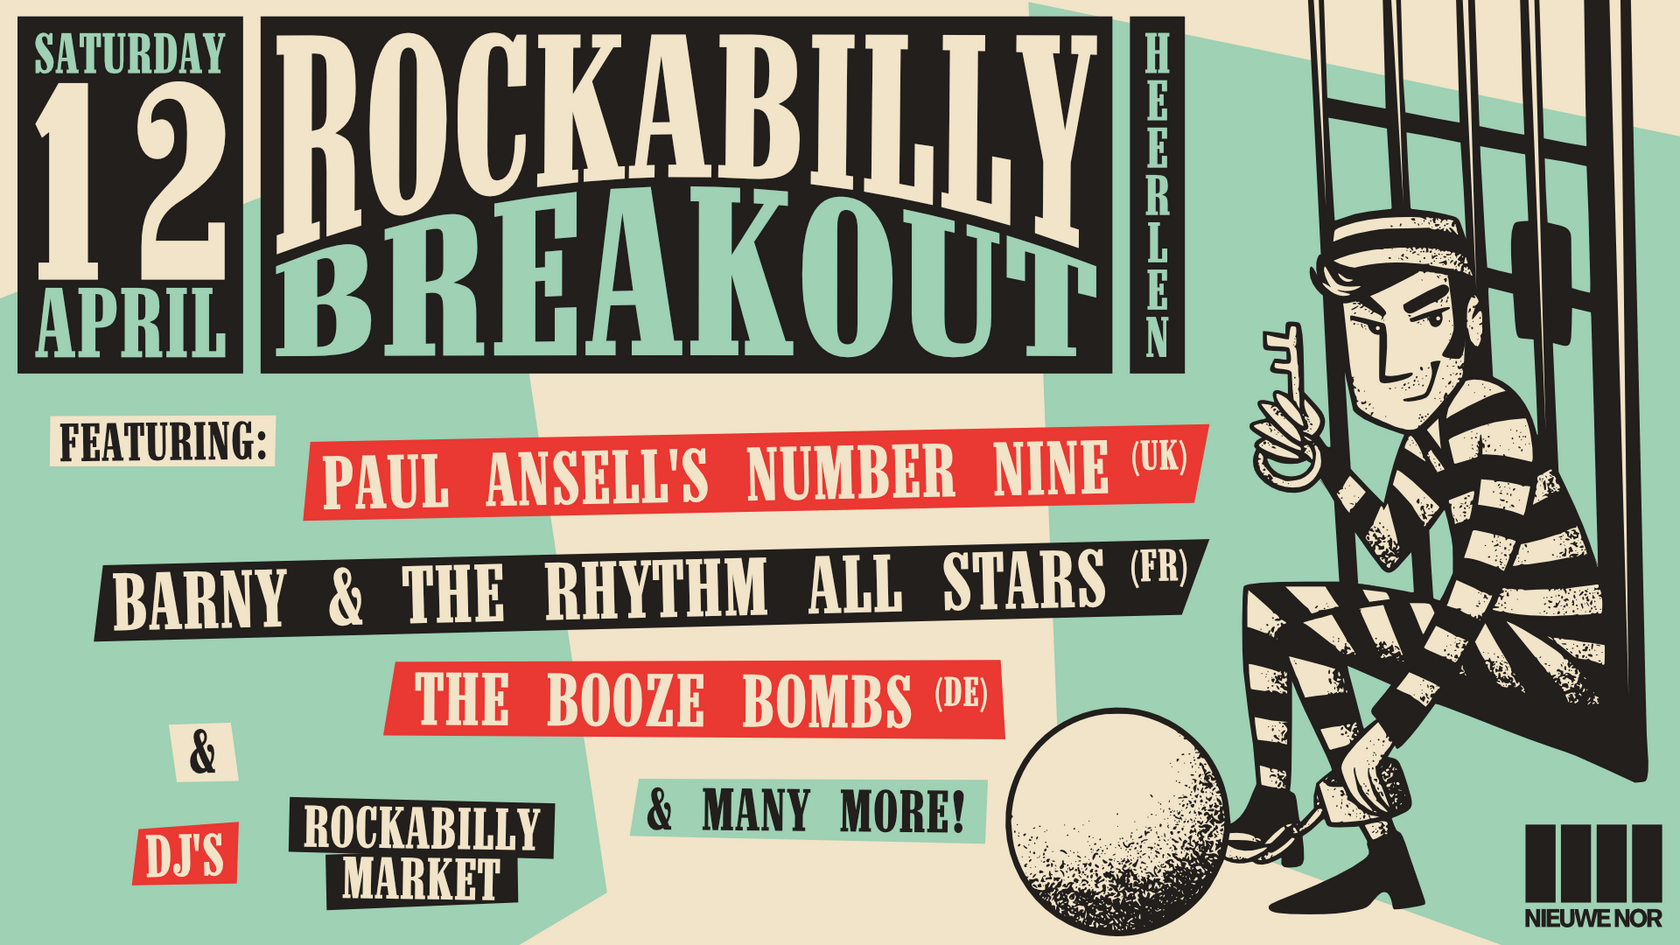 SATURDAY
12
APRIL
ROCKABILLY
BREAKOUT
HEERLEN
FEATURING:
PAUL ANSELL'S NUMBER NINE (UK)
BARNY & THE RHYTHM ALL STARS (FR)
THE BOOZE BOMBS (DE)
& MANY MORE!
&
DJ'S
ROCKABILLY
MARKET
NIEUWE NOR